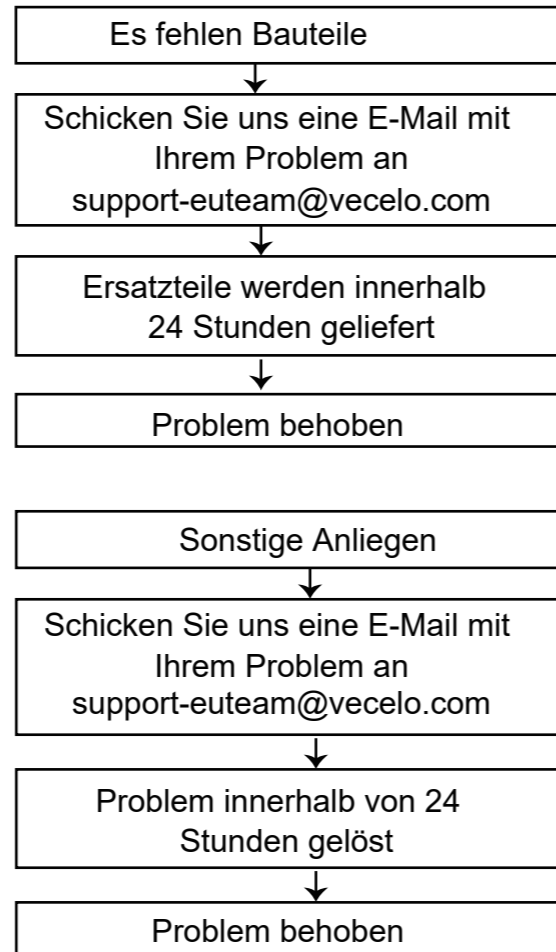 Es fehlen Bauteile
Schicken Sie uns eine E-Mail mit
Ihrem Problem an
support-euteam@vecelo.com
Ersatzteile werden innerhalb
24 Stunden geliefert
Problem behoben
Sonstige Anliegen
Schicken Sie uns eine E-Mail mit
Ihrem Problem an
support-euteam@vecelo.com
Problem innerhalb von 24
Stunden gelöst
Problem behoben